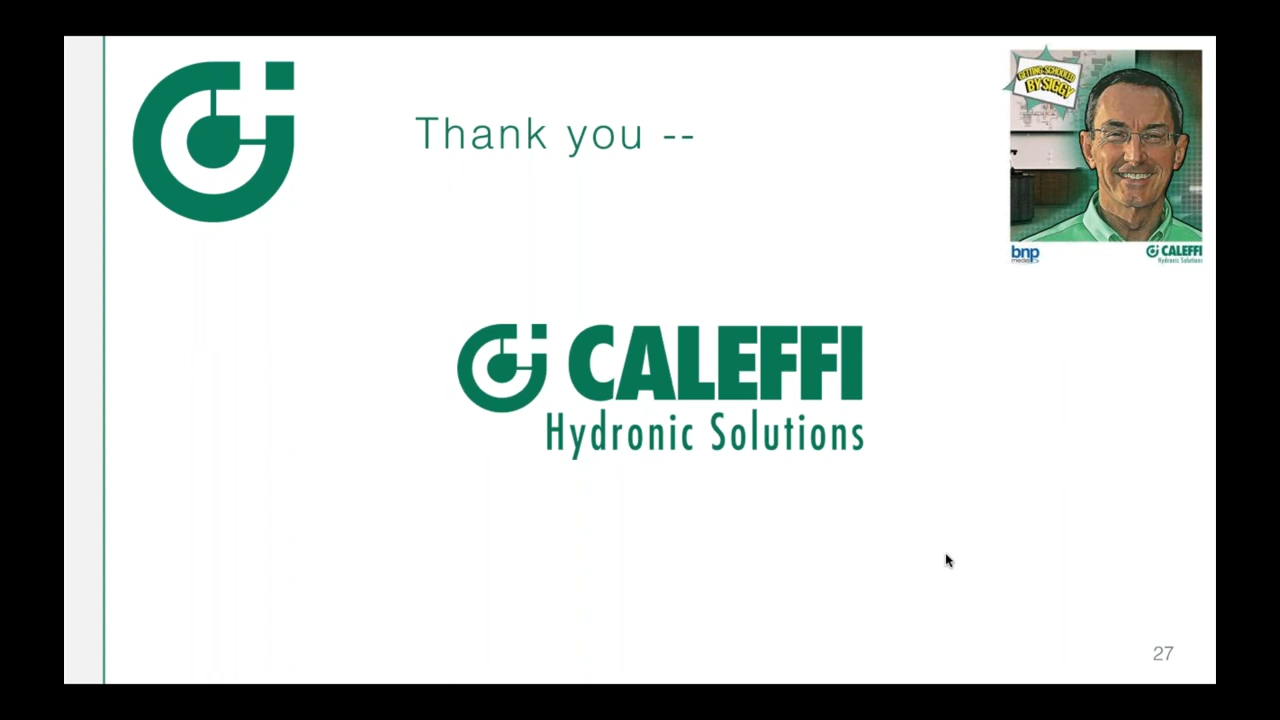 Thank you --
GETTING SCHOOLED
BY SIGGY
bnp
media
CALEFFI
Hydronic Solutions
CALEFFI
Hydronic Solutions
27